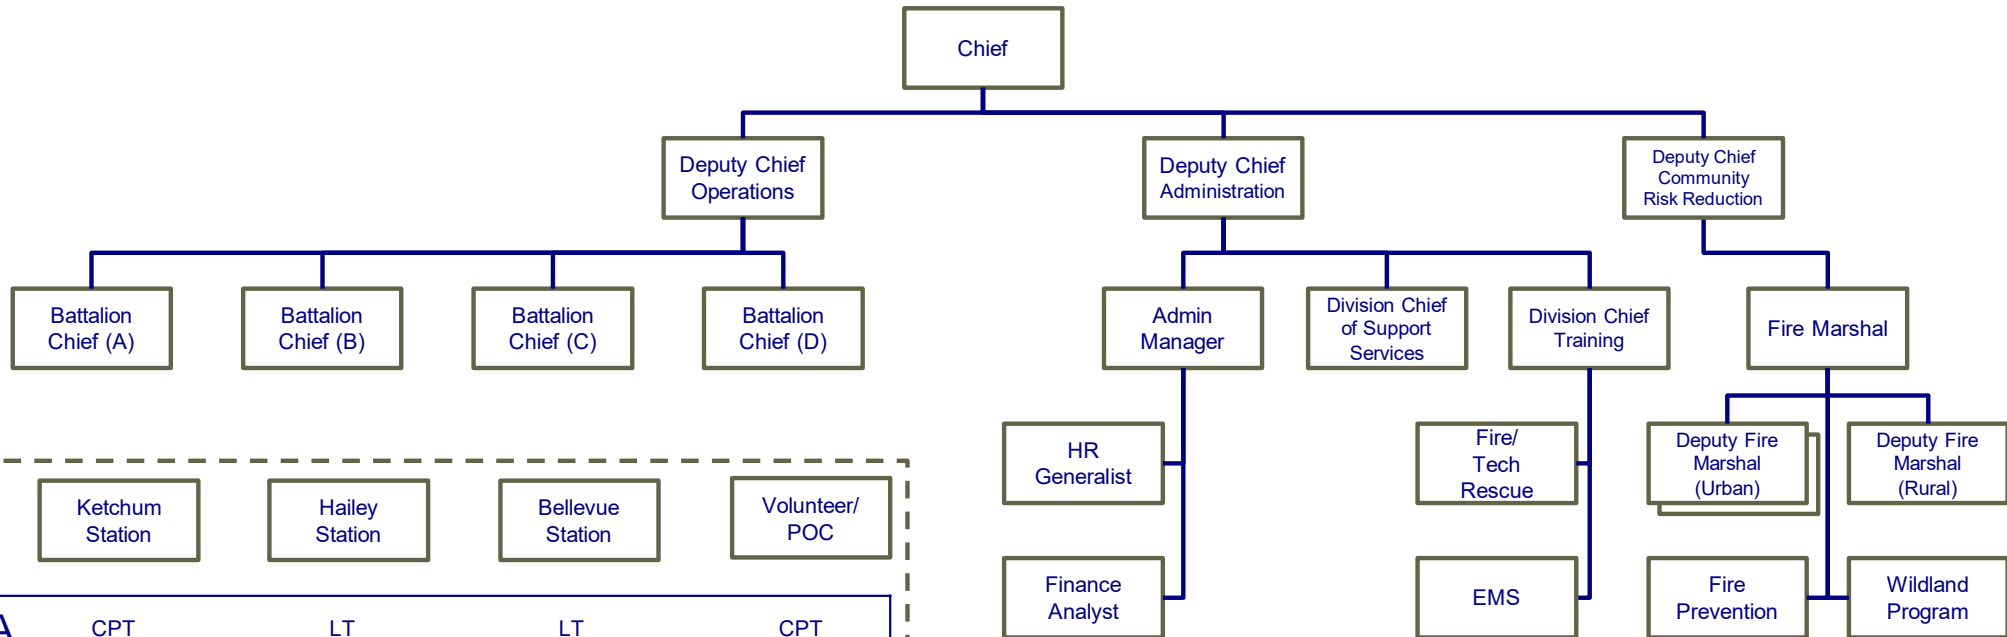 Chief
Deputy Chief
Operations
Deputy Chief
Administration
Deputy Chief
Community
Risk Reduction
Battalion
Chief (A)
Battalion
Chief (B)
Battalion
Chief (C)
Battalion
Chief (D)
Admin
Manager
Division Chief
of Support
Services
Division Chief
Training
Fire Marshal
HR
Generalist
Fire/
Tech
Rescue
Deputy Fire
Marshal
(Urban)
Deputy Fire
Marshal
(Rural)
Ketchum
Station
Hailey
Station
Bellevue
Station
Volunteer/
POC
Finance
Analyst
EMS
Fire
Prevention
Wildland
Program
A
CPT
LT
LT
CPT